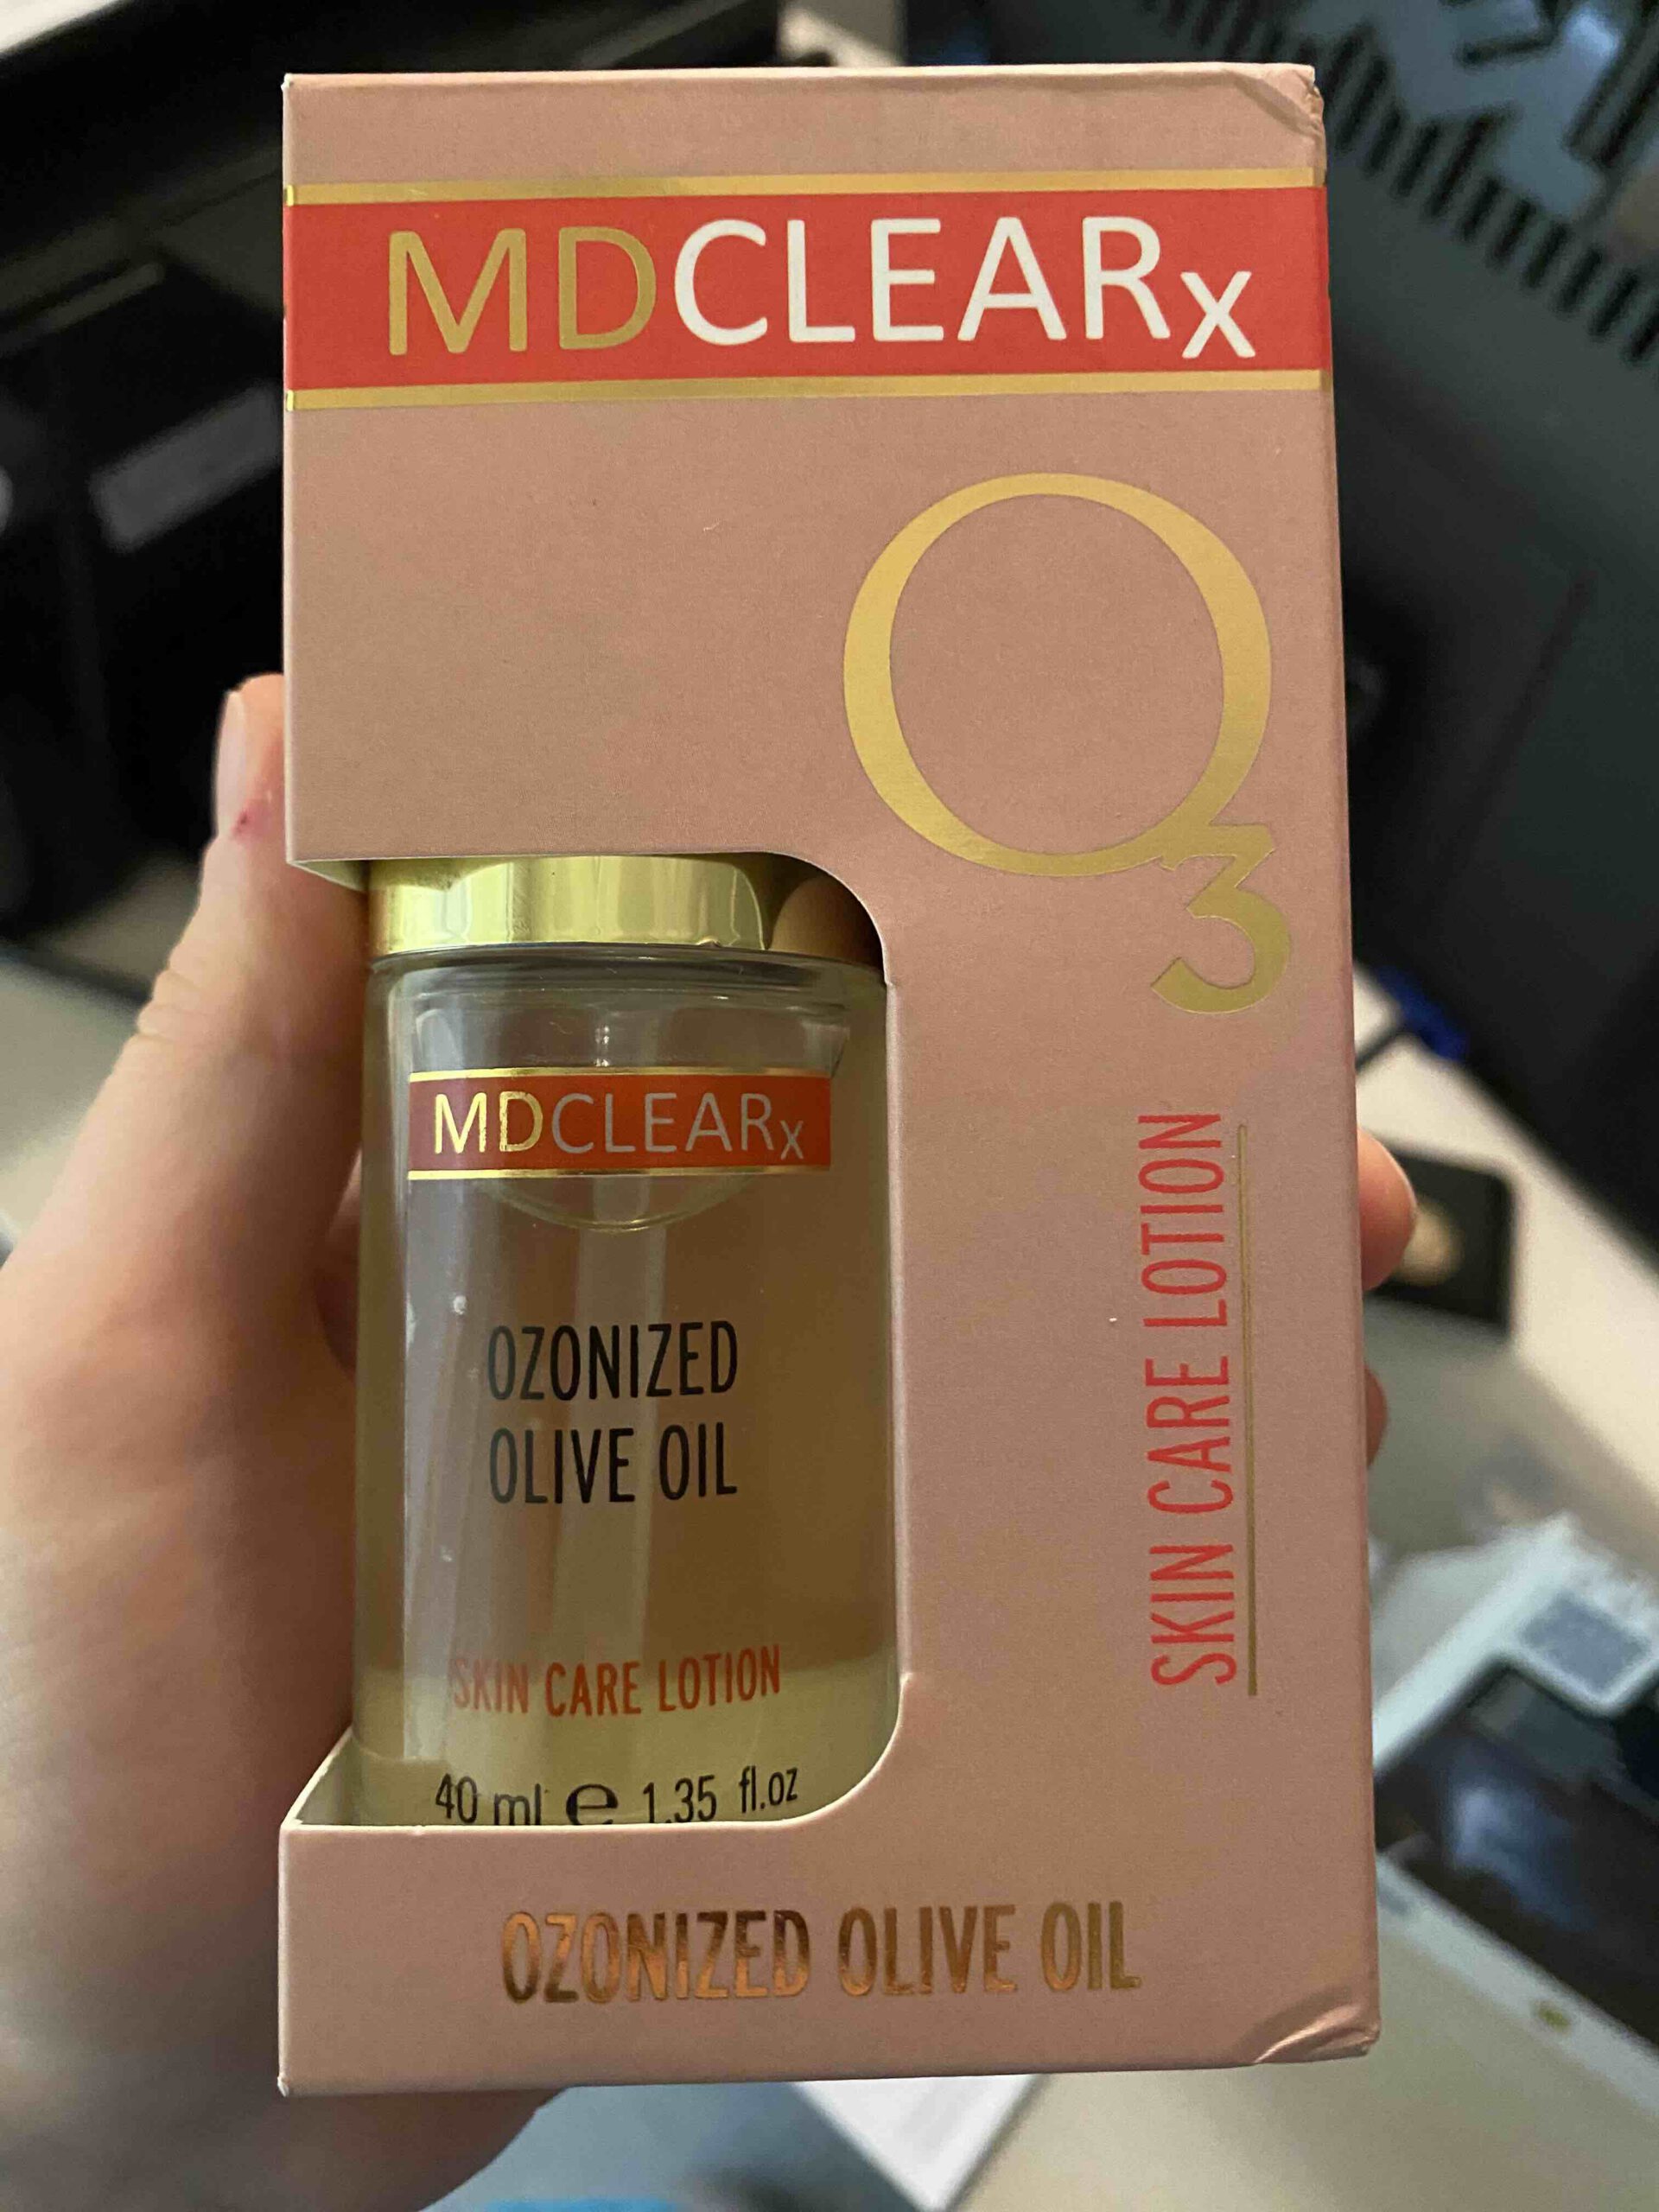 MDCLEARx
O3
SKIN CARE LOTION
MDCLEARx
OZONIZED
OLIVE OIL
SKIN CARE LOTION
40 ml e 1.35 fl.oz
OZONIZED OLIVE OIL